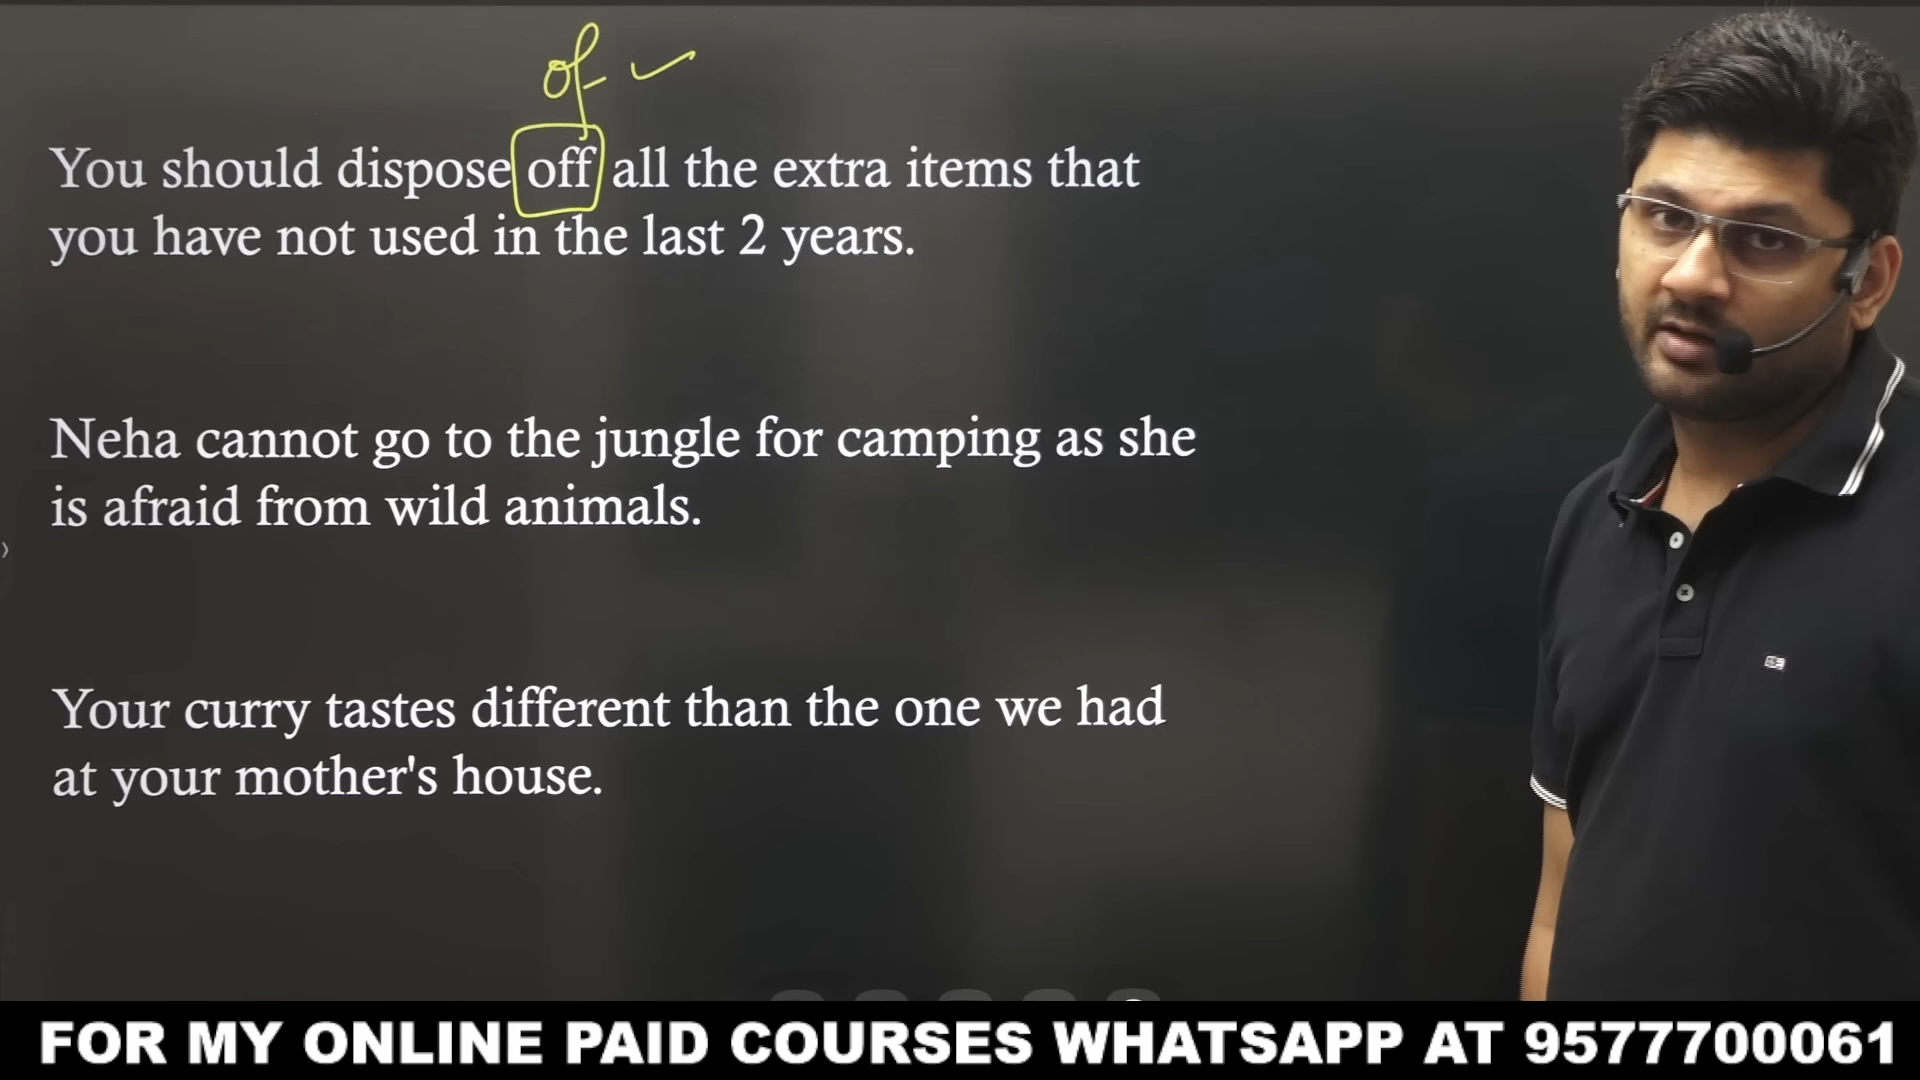 of
You should dispose off all the extra items that
you have not used in the last 2 years.
Neha cannot go to the jungle for camping as she
is afraid from wild animals.
Your curry tastes different than the one we had
at your mother's house.
FOR MY ONLINE PAID COURSES WHATSAPP AT 9577700061